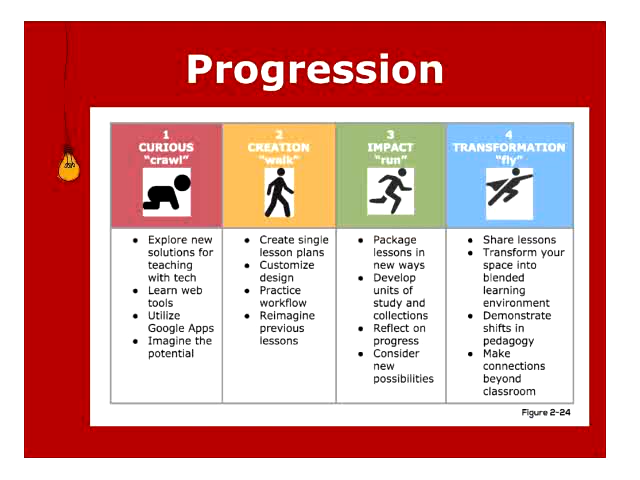 Progression
1
CURIOUS
"crawl"
2
CREATION
"walk"
3
IMPACT
"run"
4
TRANSFORMATION
"fly"
● Explore new
solutions for
teaching
with tech
● Learn web
tools
● Utilize
Google Apps
● Imagine the
potential
● Create single
lesson plans
● Customize
design
● Practice
workflow
● Reimagine
previous
lessons
● Package
lessons in
new ways
● Develop
units of
study and
collections
● Reflect on
progress
● Consider
new
possibilities
● Share lessons
● Transform your
space into
blended
learning
environment
● Demonstrate
shifts in
pedagogy
● Make
connections
beyond
classroom
Figure 2-24